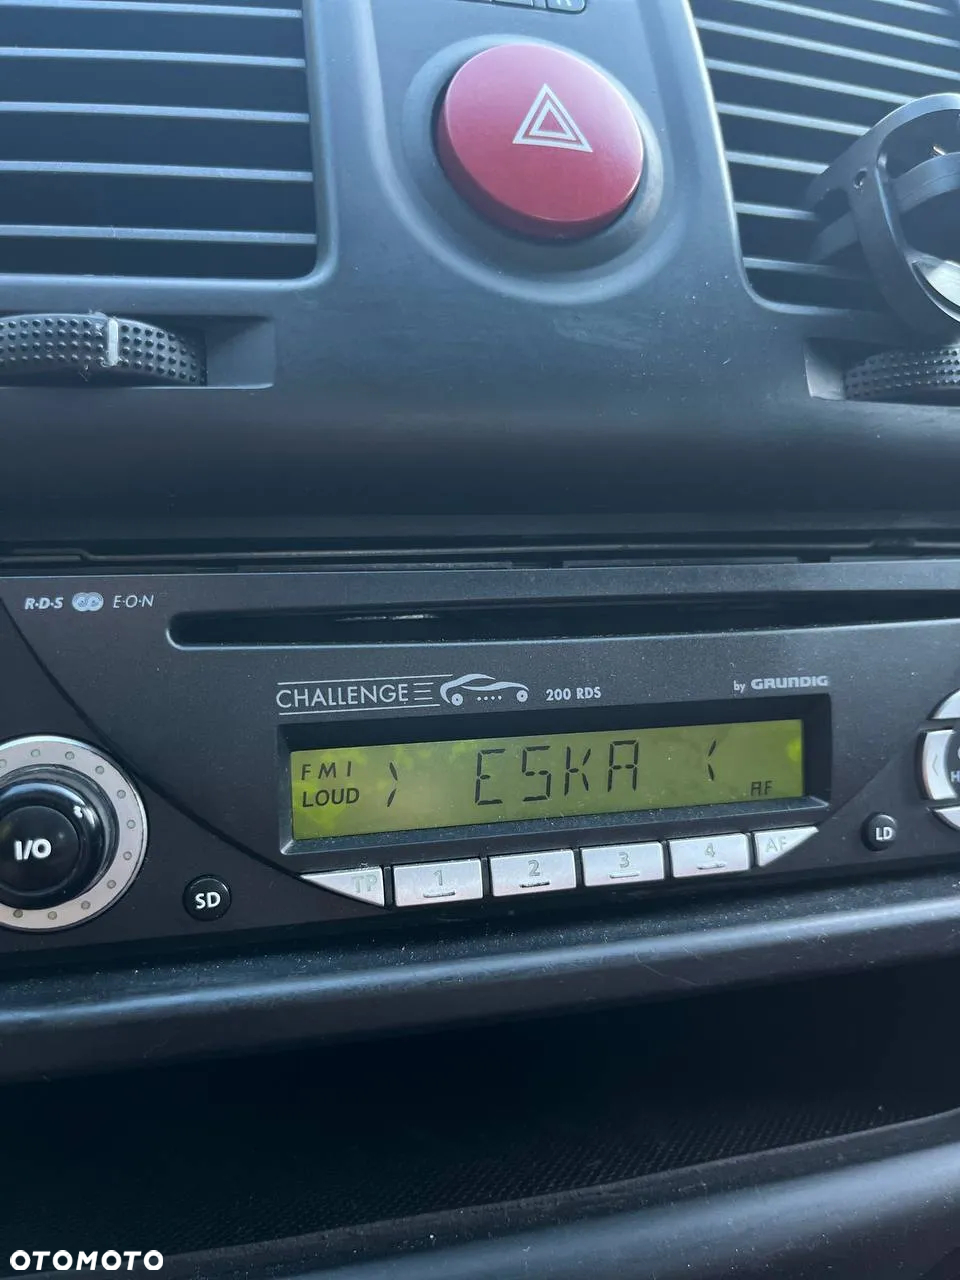 R·D·S E·O·N
CHALLENGE 200 RDS by GRUNDIG
FM1 > ESKA <
LOUD AF
I/O SD TP 1 2 3 4 AF LD
OTOMOTO